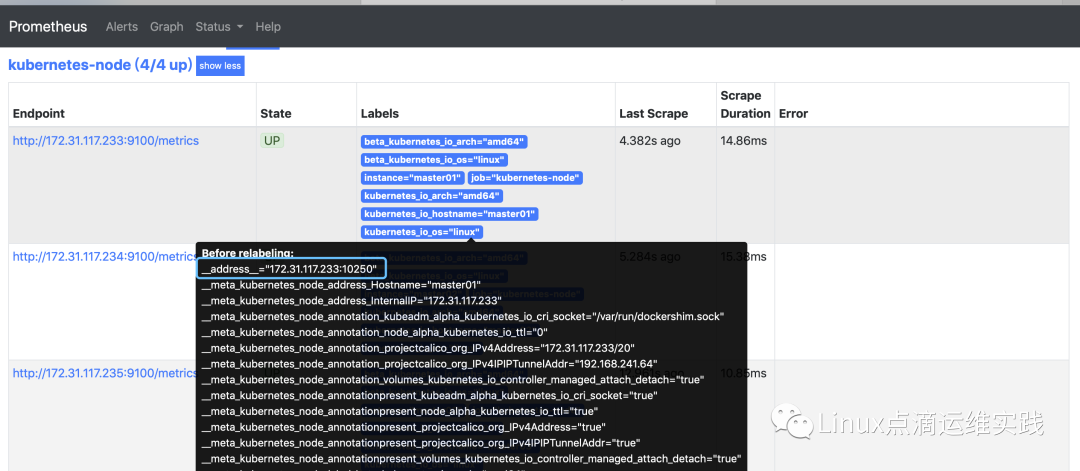 Prometheus Alerts Graph Status Help
kubernetes-node (4/4 up) show less
Endpoint State Labels Last Scrape Scrape Duration Error
http://172.31.117.233:9100/metrics UP beta_kubernetes_io_arch="amd64" 4.382s ago 14.86ms
beta_kubernetes_io_os="linux"
instance="master01" job="kubernetes-node"
kubernetes_io_arch="amd64"
kubernetes_io_hostname="master01"
kubernetes_io_os="linux"
http://172.31.117.234:9100/metrics 5.284s ago 15.38ms
Before relabeling:
__address__="172.31.117.233:10250"
__meta_kubernetes_node_address_Hostname="master01"
__meta_kubernetes_node_address_InternalIP="172.31.117.233"
__meta_kubernetes_node_annotation_kubeadm_alpha_kubernetes_io_cri_socket="/var/run/dockershim.sock"
__meta_kubernetes_node_annotation_node_alpha_kubernetes_io_ttl="0"
__meta_kubernetes_node_annotation_projectcalico_org_IPv4Address="172.31.117.233/20"
__meta_kubernetes_node_annotation_projectcalico_org_IPv4IPIPTunnelAddr="192.168.241.64"
http://172.31.117.235:9100/metrics 10.85ms
__meta_kubernetes_node_annotation_volumes_kubernetes_io_controller_managed_attach_detach="true"
__meta_kubernetes_node_annotationpresent_kubeadm_alpha_kubernetes_io_cri_socket="true"
__meta_kubernetes_node_annotationpresent_node_alpha_kubernetes_io_ttl="true"
__meta_kubernetes_node_annotationpresent_projectcalico_org_IPv4Address="true"
__meta_kubernetes_node_annotationpresent_projectcalico_org_IPv4IPIPTunnelAddr="true"
__meta_kubernetes_node_annotationpresent_volumes_kubernetes_io_controller_managed_attach_detach="true"
Linux点滴运维实践